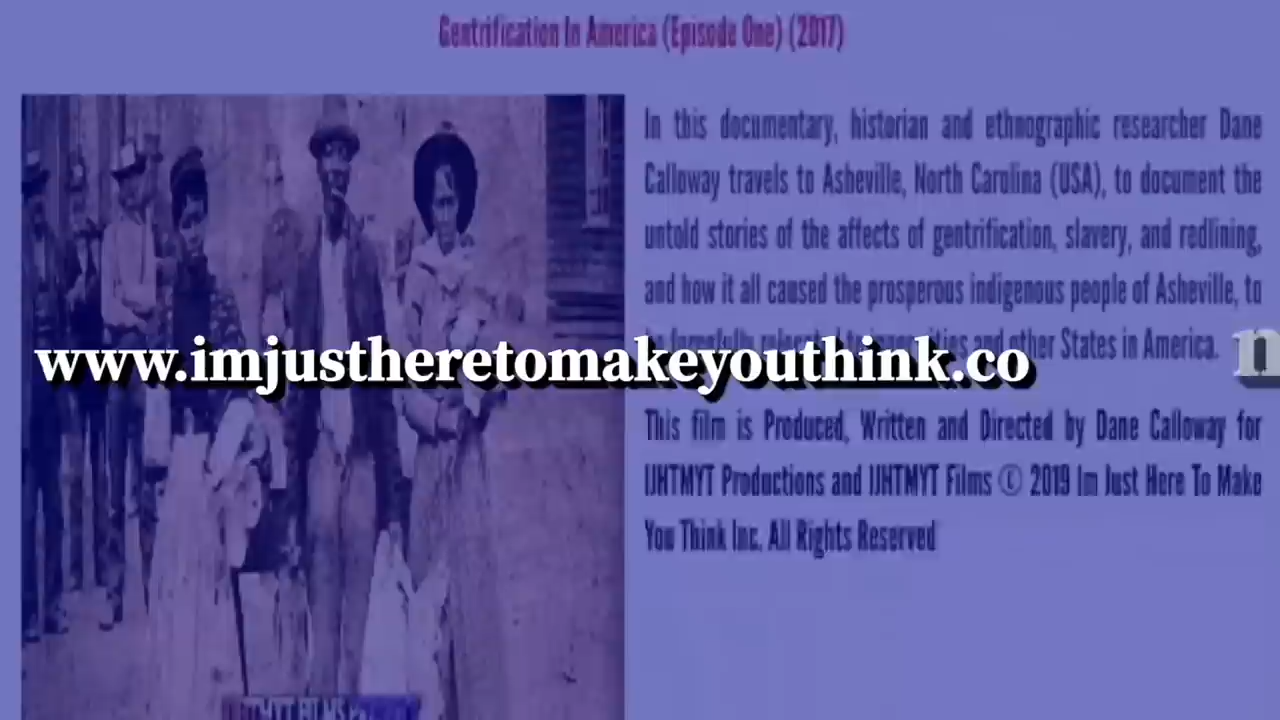 Gentrification In America (Episode One) (2017)
In this documentary, historian and ethnographic researcher Dane
Calloway travels to Asheville, North Carolina (USA), to document the
untold stories of the affects of gentrification, slavery, and redlining,
and how it all caused the prosperous indigenous people of Asheville, to
other States in America.
www.imjustheretomakeyouthink.co n
This film is Produced, Written and Directed by Dane Calloway for
IJHTMYT Productions and IJHTMYT Films © 2019 Im Just Here To Make
You Think Inc. All Rights Reserved